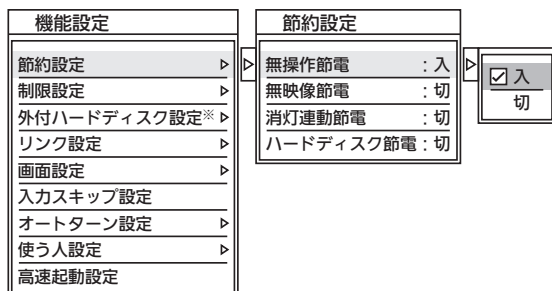 機能設定
節約設定
制限設定
外付ハードディスク設定※
リンク設定
画面設定
入力スキップ設定
オートターン設定
使う人設定
高速起動設定
節約設定
無操作節電 : 入
無映像節電 : 切
消灯連動節電 : 切
ハードディスク節電 : 切
入
切